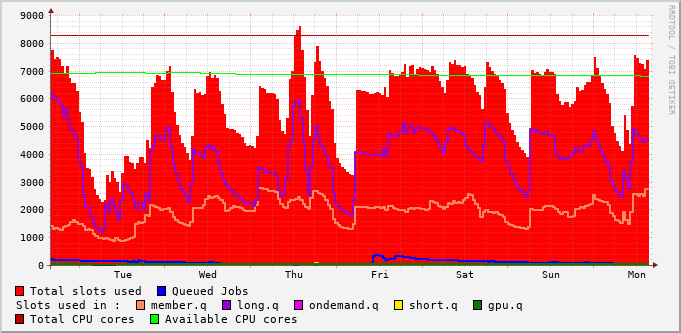 9000
8000
7000
6000
5000
4000
3000
2000
1000
0
Tue Wed Thu Fri Sat Sun Mon
RRDTOOL / TOBI OETIKER
Total slots used Queued Jobs
Slots used in : member.q long.q ondemand.q short.q gpu.q
Total CPU cores Available CPU cores